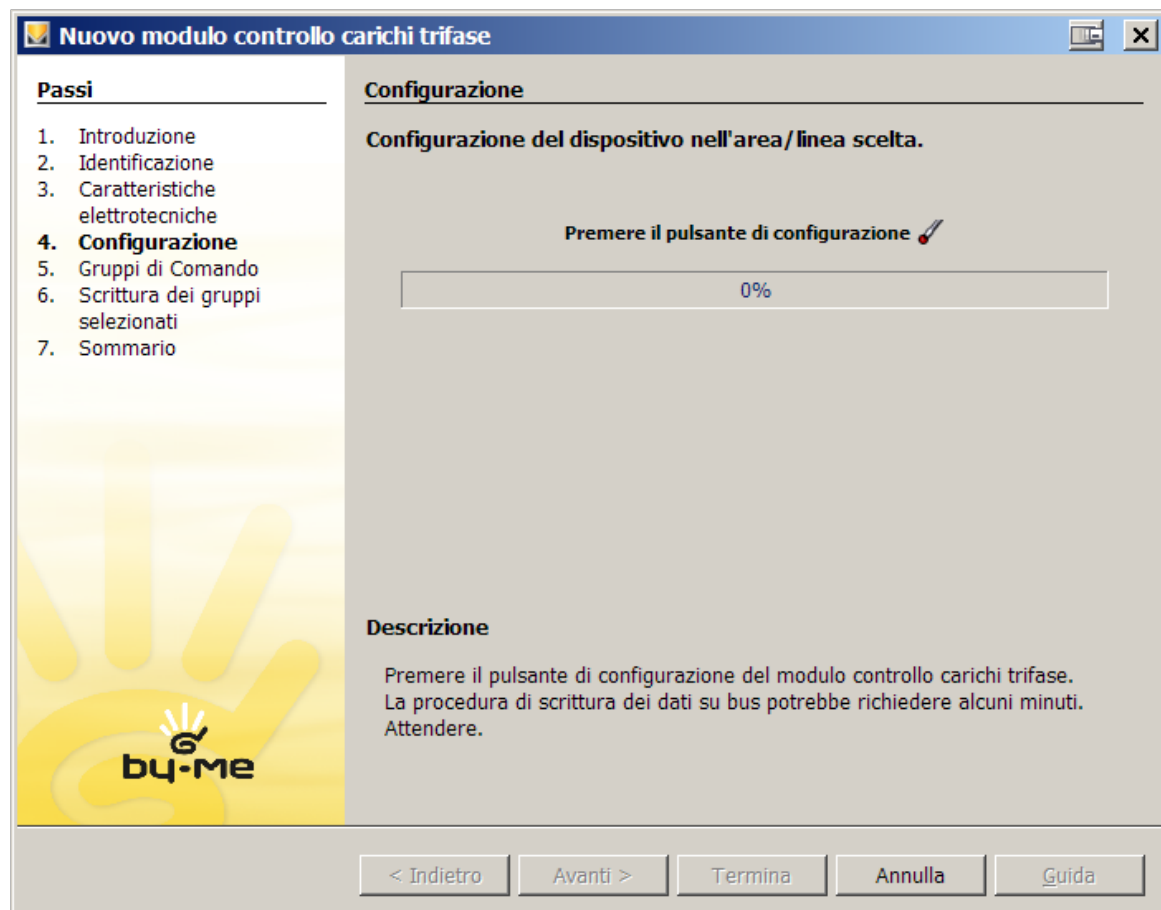 Nuovo modulo controllo carichi trifase
Passi
1. Introduzione
2. Identificazione
3. Caratteristiche
elettrotecniche
4. Configurazione
5. Gruppi di Comando
6. Scrittura dei gruppi
selezionati
7. Sommario
by-me
Configurazione
Configurazione del dispositivo nell'area/linea scelta.
Premere il pulsante di configurazione
0%
Descrizione
Premere il pulsante di configurazione del modulo controllo carichi trifase.
La procedura di scrittura dei dati su bus potrebbe richiedere alcuni minuti.
Attendere.
< Indietro
Avanti >
Termina
Annulla
Guida